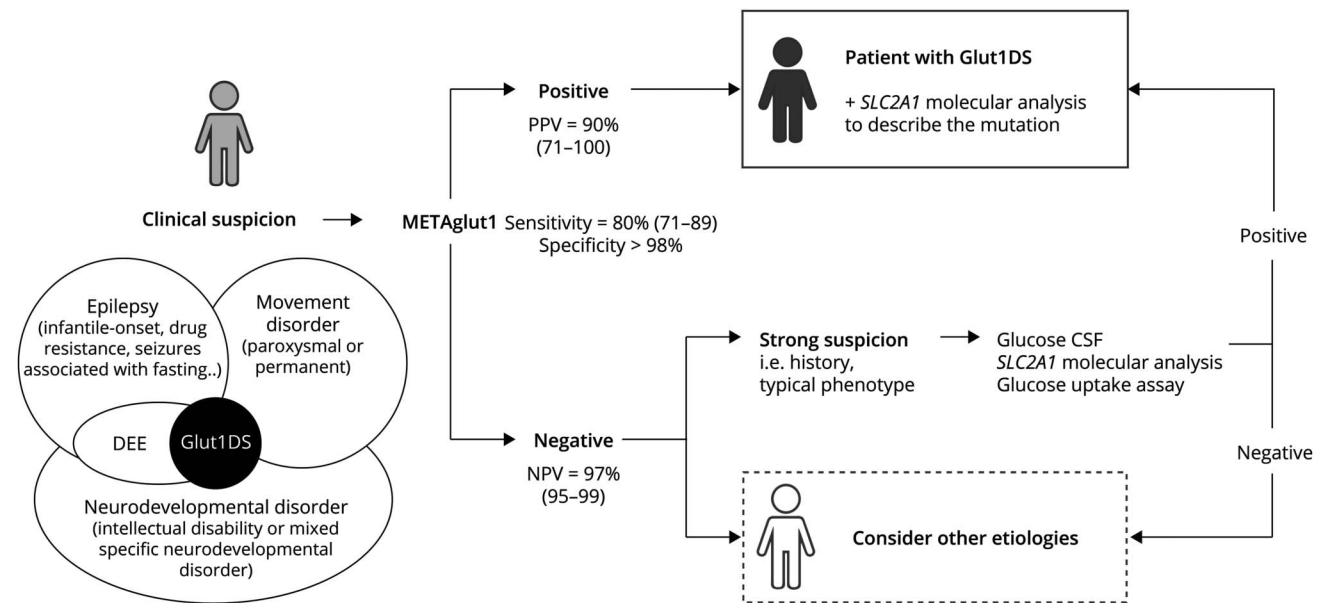 Clinical suspicion
Epilepsy
(infantile-onset, drug
resistance, seizures
associated with fasting..)
Movement
disorder
(paroxysmal or
permanent)
DEE
Glut1DS
Neurodevelopmental disorder
(intellectual disability or mixed
specific neurodevelopmental
disorder)
METAglut1 Sensitivity = 80% (71–89)
Specificity > 98%
Positive
PPV = 90%
(71–100)
Patient with Glut1DS
+ SLC2A1 molecular analysis
to describe the mutation
Negative
NPV = 97%
(95–99)
Strong suspicion
i.e. history,
typical phenotype
Glucose CSF
SLC2A1 molecular analysis
Glucose uptake assay
Positive
Negative
Consider other etiologies